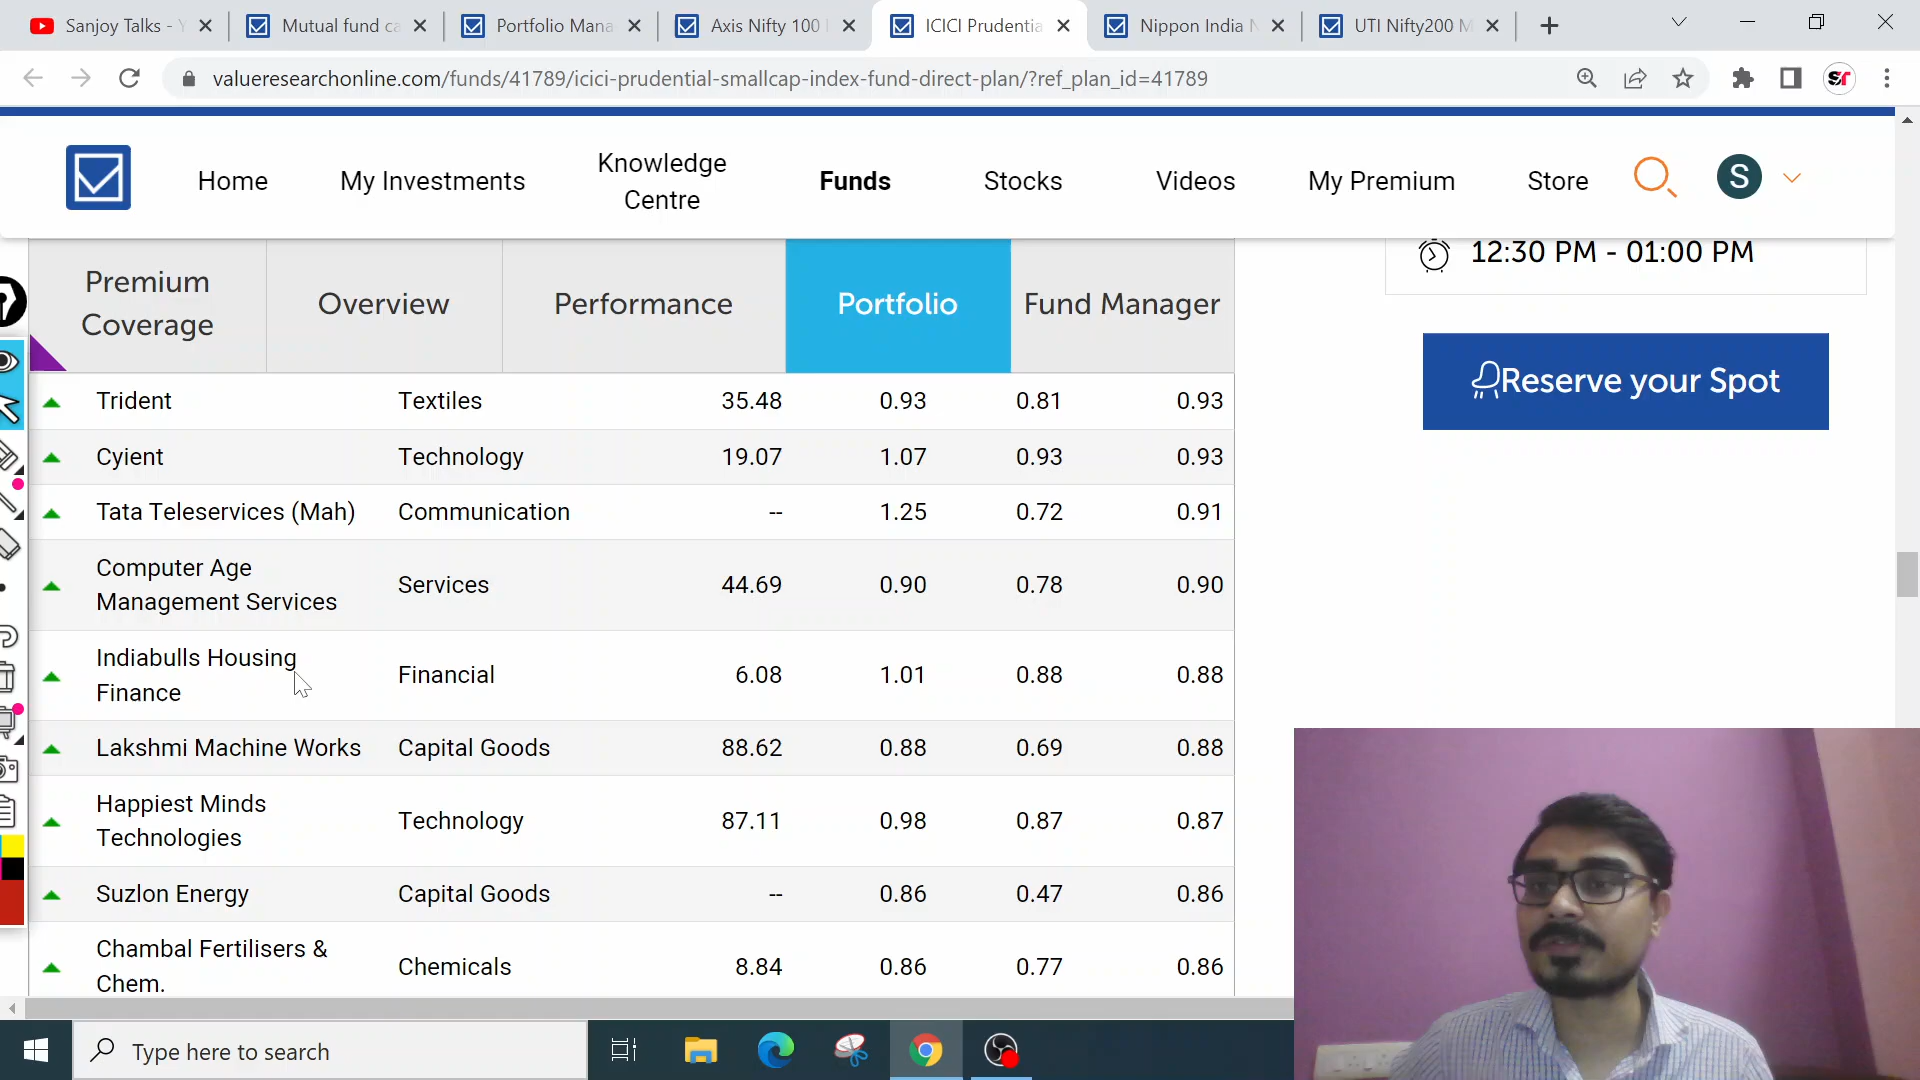 Sanjoy Talks - Y
Mutual fund ca
Portfolio Mana
Axis Nifty 100
ICICI Prudentia
Nippon India N
UTI Nifty200 M
valueresearchonline.com/funds/41789/icici-prudential-smallcap-index-fund-direct-plan/?ref_plan_id=41789
Home
My Investments
Knowledge
Centre
Funds
Stocks
Videos
My Premium
Store
S
12:30 PM - 01:00 PM
Reserve your Spot
Premium
Coverage
Overview
Performance
Portfolio
Fund Manager
Trident Textiles 35.48 0.93 0.81 0.93
Cyient Technology 19.07 1.07 0.93 0.93
Tata Teleservices (Mah) Communication -- 1.25 0.72 0.91
Computer Age
Management Services Services 44.69 0.90 0.78 0.90
Indiabulls Housing
Finance Financial 6.08 1.01 0.88 0.88
Lakshmi Machine Works Capital Goods 88.62 0.88 0.69 0.88
Happiest Minds
Technologies Technology 87.11 0.98 0.87 0.87
Suzlon Energy Capital Goods -- 0.86 0.47 0.86
Chambal Fertilisers &
Chem. Chemicals 8.84 0.86 0.77 0.86
Type here to search